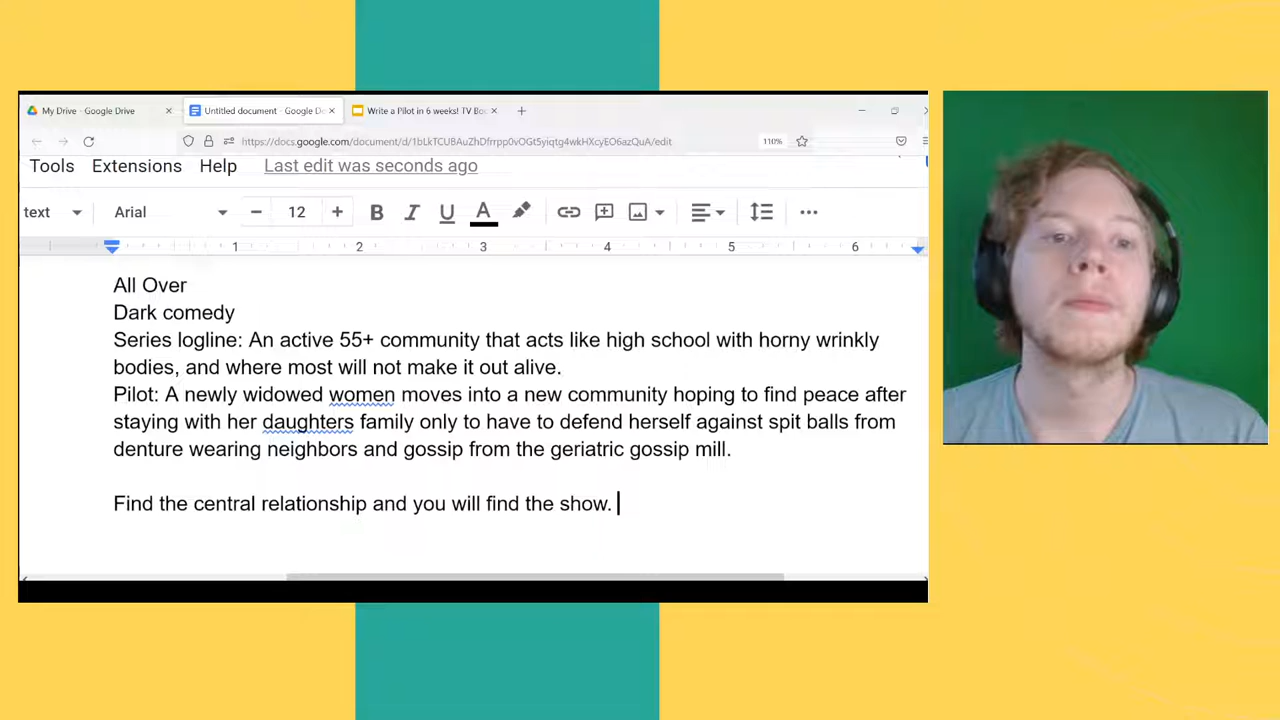 My Drive - Google Drive
Untitled document - Google De
Write a Pilot in 6 weeks! TV Bo
https://docs.google.com/document/d/1bLkTCU8AuZhDfrrpp0vOGt5yiqtg4wkHXcyEO6azQuA/edit
110%
Tools Extensions Help Last edit was seconds ago
text Arial 12 B I U A
1 2 3 4 5 6
All Over
Dark comedy
Series logline: An active 55+ community that acts like high school with horny wrinkly
bodies, and where most will not make it out alive.
Pilot: A newly widowed women moves into a new community hoping to find peace after
staying with her daughters family only to have to defend herself against spit balls from
denture wearing neighbors and gossip from the geriatric gossip mill.
Find the central relationship and you will find the show.